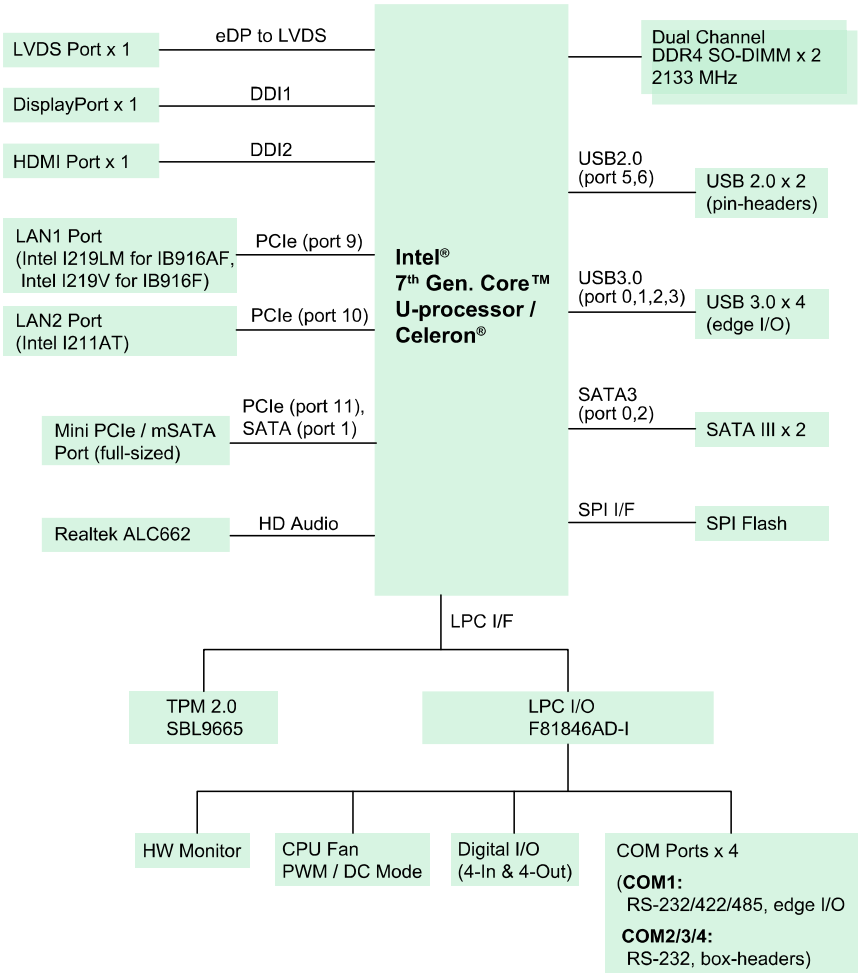 LVDS Port x 1
eDP to LVDS
DisplayPort x 1
DDI1
HDMI Port x 1
DDI2
LAN1 Port
(Intel I219LM for IB916AF,
Intel I219V for IB916F)
PCIe (port 9)
LAN2 Port
(Intel I211AT)
PCIe (port 10)
Mini PCIe / mSATA
Port (full-sized)
PCIe (port 11),
SATA (port 1)
Realtek ALC662
HD Audio
Intel®
7th Gen. Core™
U-processor /
Celeron®
Dual Channel
DDR4 SO-DIMM x 2
2133 MHz
USB2.0
(port 5,6)
USB 2.0 x 2
(pin-headers)
USB3.0
(port 0,1,2,3)
USB 3.0 x 4
(edge I/O)
SATA3
(port 0,2)
SATA III x 2
SPI I/F
SPI Flash
LPC I/F
TPM 2.0
SBL9665
LPC I/O
F81846AD-I
HW Monitor
CPU Fan
PWM / DC Mode
Digital I/O
(4-In & 4-Out)
COM Ports x 4
(COM1:
RS-232/422/485, edge I/O
COM2/3/4:
RS-232, box-headers)